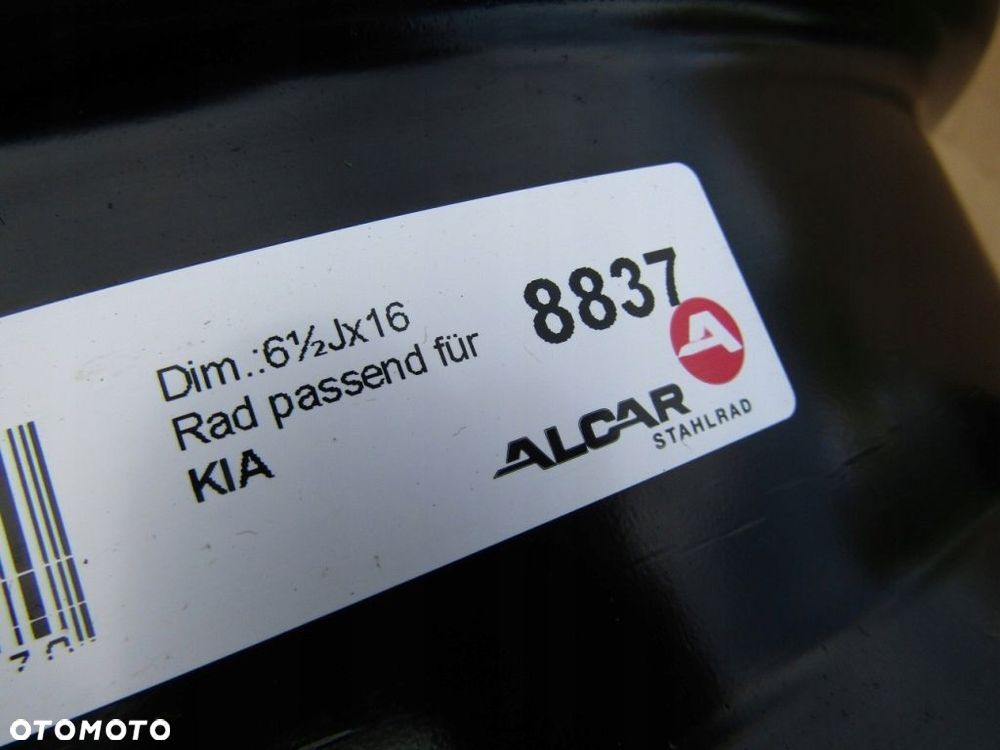 8837
Dim.:6½Jx16
Rad passend für
KIA
A
ALCAR
STAHLRAD
OTOMOTO